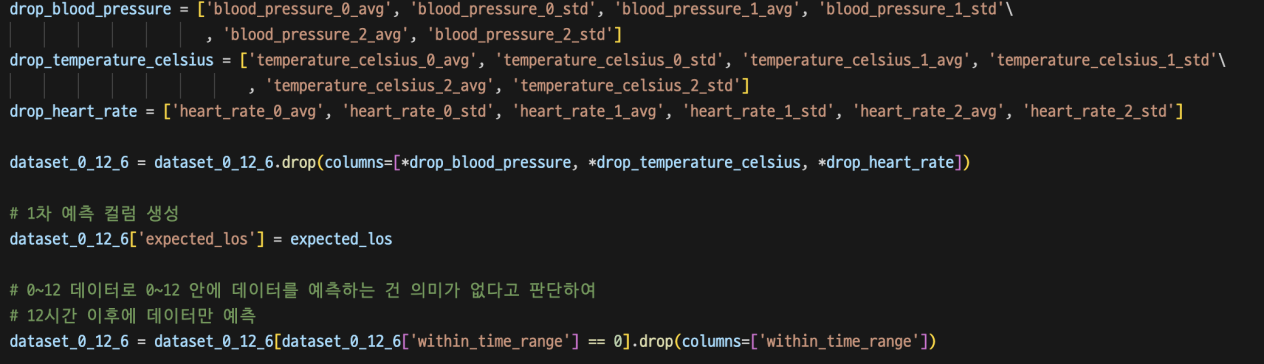 drop_blood_pressure = ['blood_pressure_0_avg', 'blood_pressure_0_std', 'blood_pressure_1_avg', 'blood_pressure_1_std'\
, 'blood_pressure_2_avg', 'blood_pressure_2_std']
drop_temperature_celsius = ['temperature_celsius_0_avg', 'temperature_celsius_0_std', 'temperature_celsius_1_avg', 'temperature_celsius_1_std'\
, 'temperature_celsius_2_avg', 'temperature_celsius_2_std']
drop_heart_rate = ['heart_rate_0_avg', 'heart_rate_0_std', 'heart_rate_1_avg', 'heart_rate_1_std', 'heart_rate_2_avg', 'heart_rate_2_std']
dataset_0_12_6 = dataset_0_12_6.drop(columns=[*drop_blood_pressure, *drop_temperature_celsius, *drop_heart_rate])
# 1차 예측 컬럼 생성
dataset_0_12_6['expected_los'] = expected_los
# 0~12 데이터로 0~12 안에 데이터를 예측하는 건 의미가 없다고 판단하여
# 12시간 이후에 데이터만 예측
dataset_0_12_6 = dataset_0_12_6[dataset_0_12_6['within_time_range'] == 0].drop(columns=['within_time_range'])